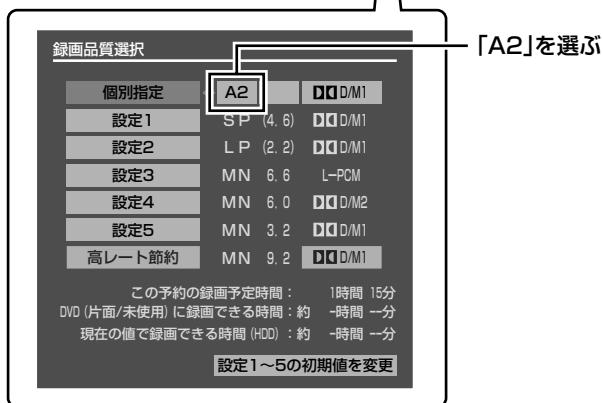 録画品質選択
「A2」を選ぶ
個別指定 A2 DD D/M1
設定1 SP (4.6) DD D/M1
設定2 LP (2.2) DD D/M1
設定3 MN 6.6 L-PCM
設定4 MN 6.0 DD D/M2
設定5 MN 3.2 DD D/M1
高レート節約 MN 9.2 DD D/M1
この予約の録画予定時間： 1時間 15分
DVD (片面/未使用) に録画できる時間：約 -時間 --分
現在の値で録画できる時間 (HDD)：約 -時間 --分
設定1～5の初期値を変更